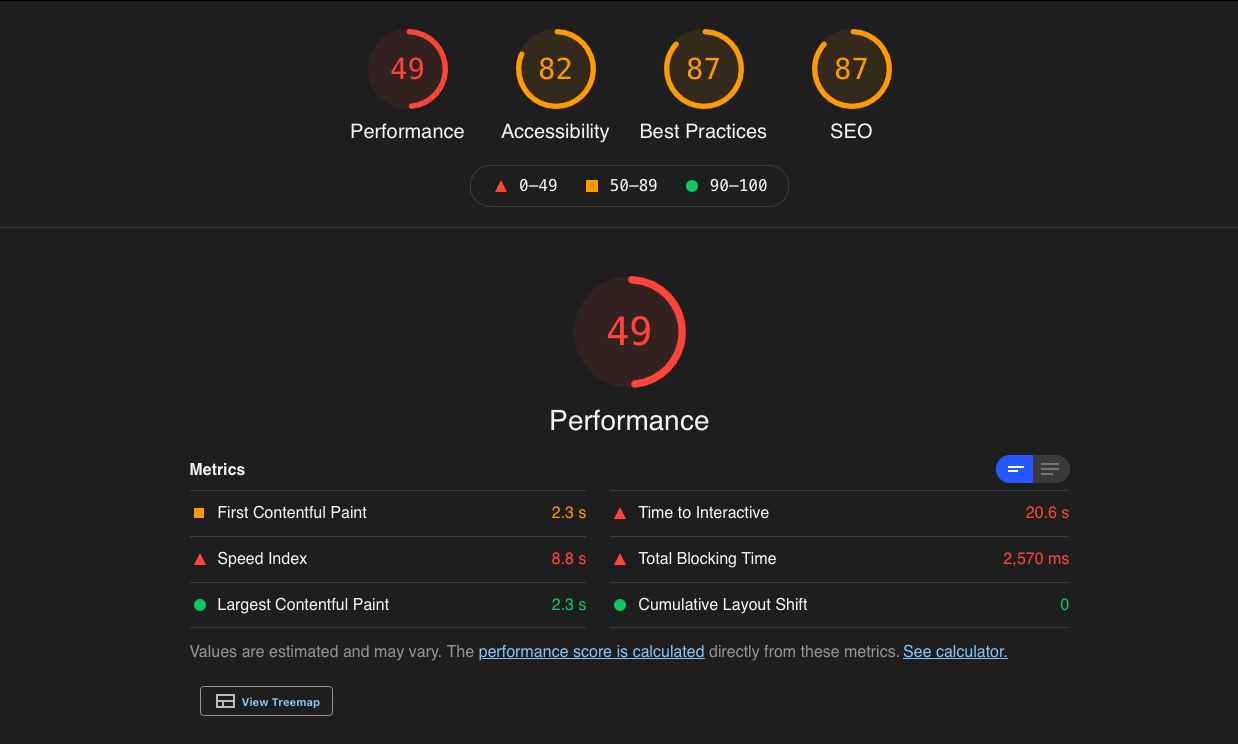 49 82 87 87
Performance Accessibility Best Practices SEO
0–49 50–89 90–100
49
Performance
Metrics
First Contentful Paint 2.3 s
Time to Interactive 20.6 s
Speed Index 8.8 s
Total Blocking Time 2,570 ms
Largest Contentful Paint 2.3 s
Cumulative Layout Shift 0
Values are estimated and may vary. The performance score is calculated directly from these metrics. See calculator.
View Treemap